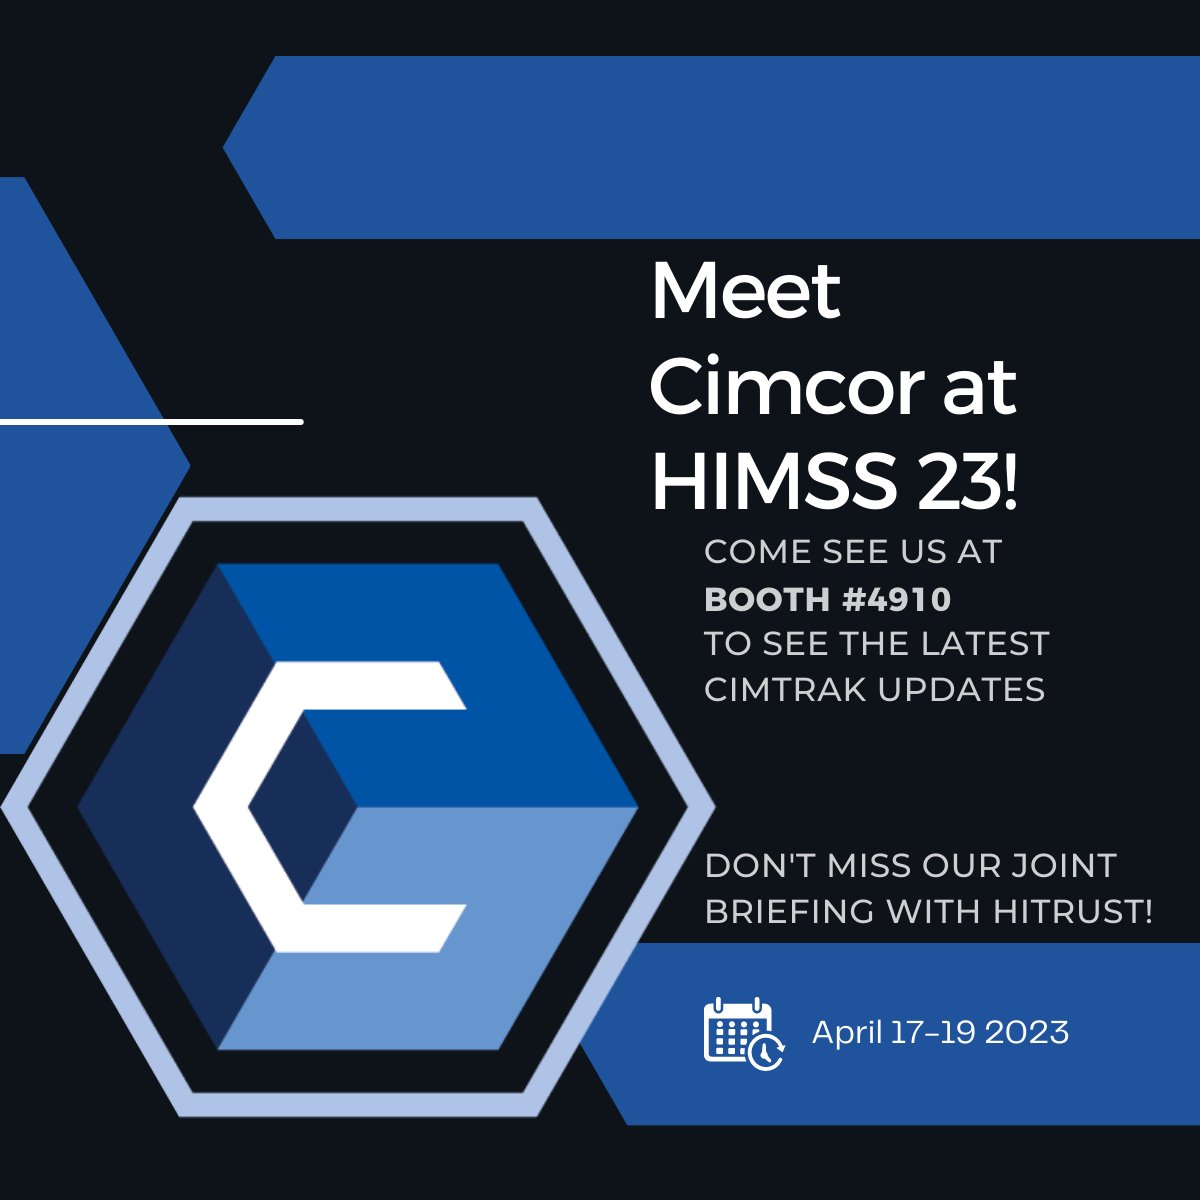 Meet
Cimcor at
HIMSS 23!
COME SEE US AT
BOOTH #4910
TO SEE THE LATEST
CIMTRAK UPDATES
DON'T MISS OUR JOINT
BRIEFING WITH HITRUST!
April 17-19 2023